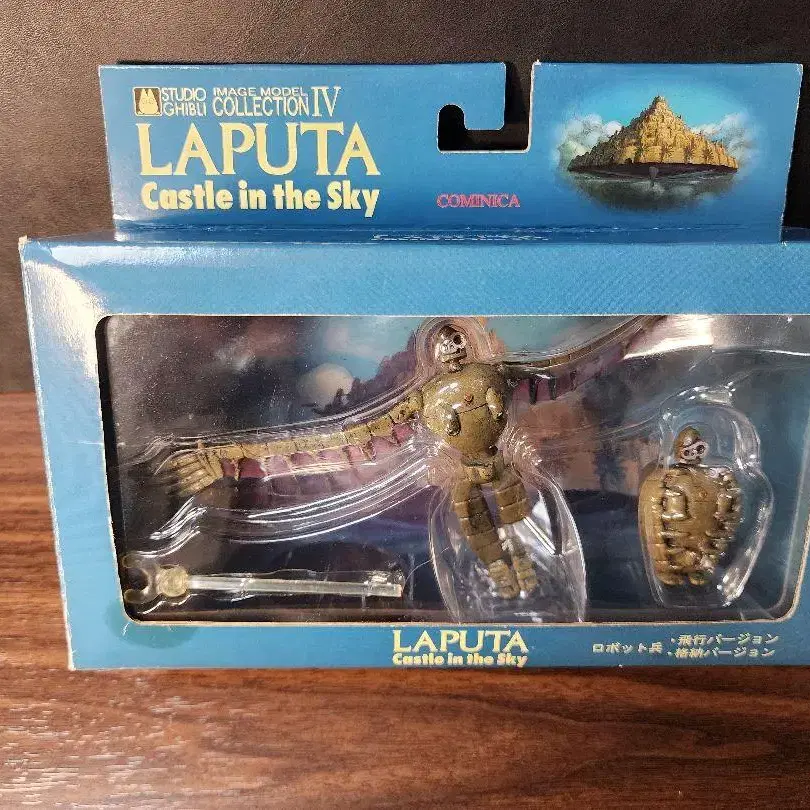 STUDIO GHIBLI
IMAGE MODEL
COLLECTION IV
LAPUTA
Castle in the Sky
COMINICA
LAPUTA
Castle in the Sky
ロボット兵
・飛行バージョン
・格納バージョン